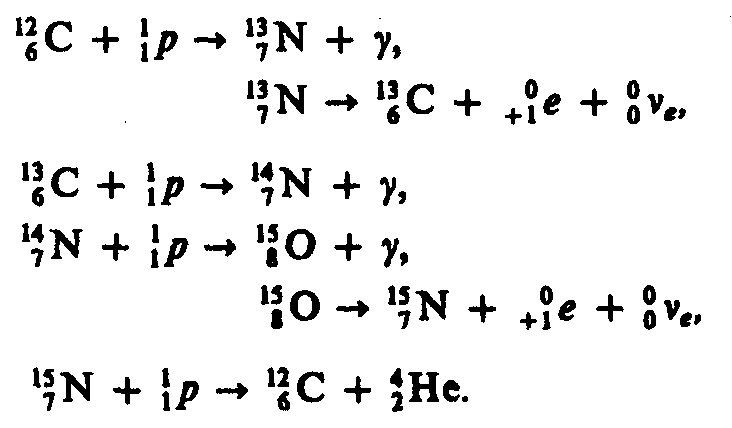 ¹²₆C + ¹₁p → ¹³₇N + γ,
¹³₇N → ¹³₆C + ⁰₊₁e + ⁰₀νₑ,
¹³₆C + ¹₁p → ¹⁴₇N + γ,
¹⁴₇N + ¹₁p → ¹⁵₈O + γ,
¹⁵₈O → ¹⁵₇N + ⁰₊₁e + ⁰₀νₑ,
¹⁵₇N + ¹₁p → ¹²₆C + ⁴₂He.